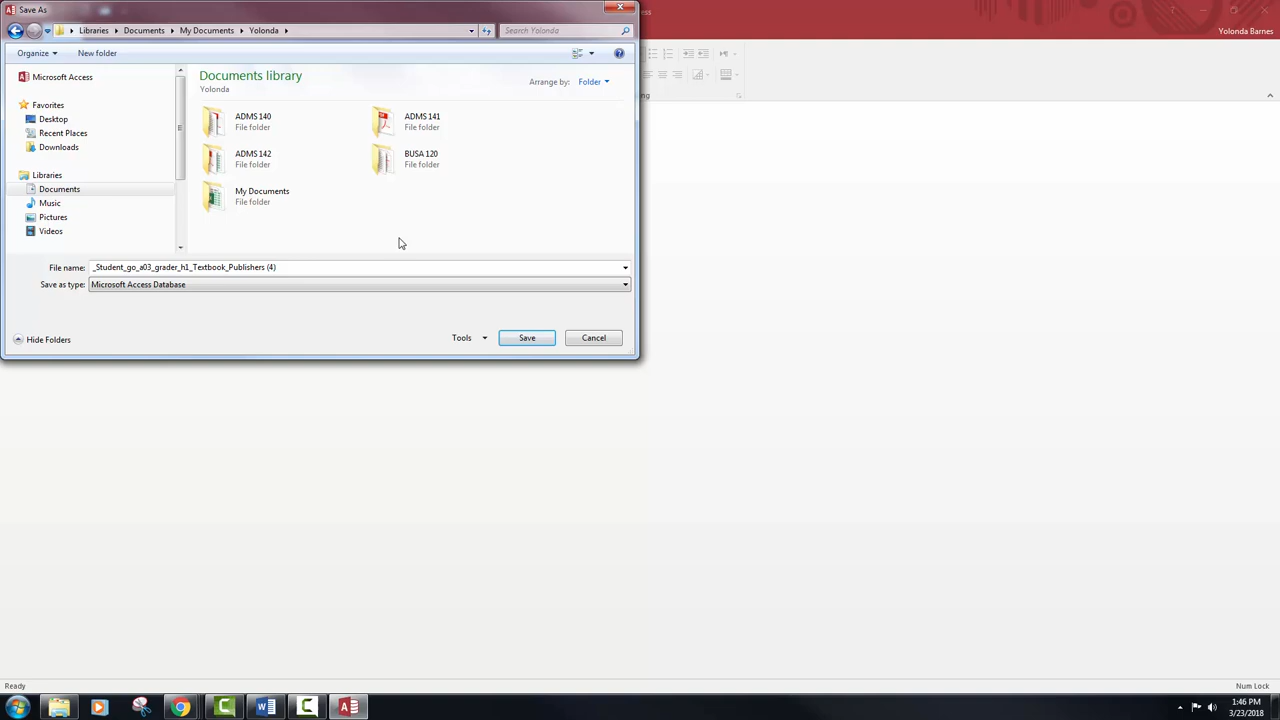 Save As
Libraries Documents My Documents Yolonda
Search Yolonda
Yolonda Barnes
Organize
New folder
Microsoft Access
Documents library
Yolonda
Arrange by: Folder
Favorites
Desktop
Recent Places
Downloads
Libraries
Documents
Music
Pictures
Videos
ADMS 140
File folder
ADMS 141
File folder
ADMS 142
File folder
BUSA 120
File folder
My Documents
File folder
File name: _Student_go_a03_grader_h1_Textbook_Publishers (4)
Save as type: Microsoft Access Database
Hide Folders
Tools
Save
Cancel
Ready
Num Lock
1:46 PM
3/23/2018